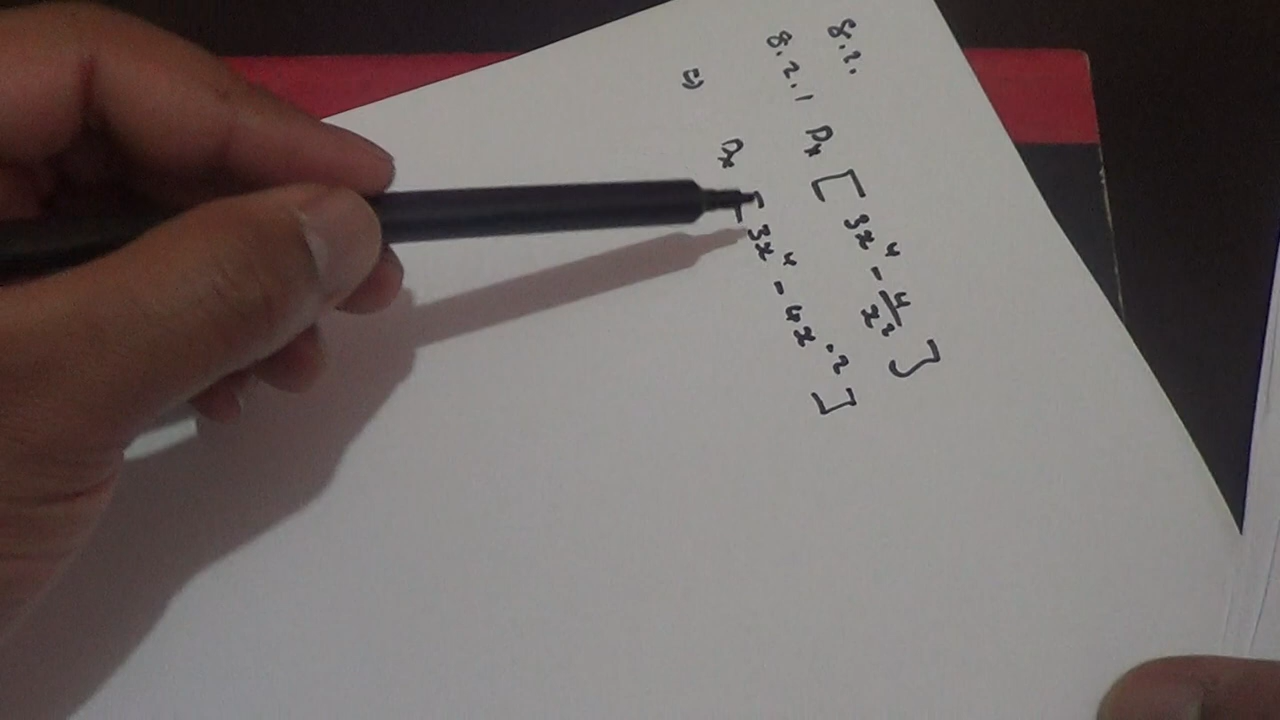 8.2.
8.2.1 Dx [3x⁴ - 4/x²]
=) Dx [3x⁴ - 4x⁻²]